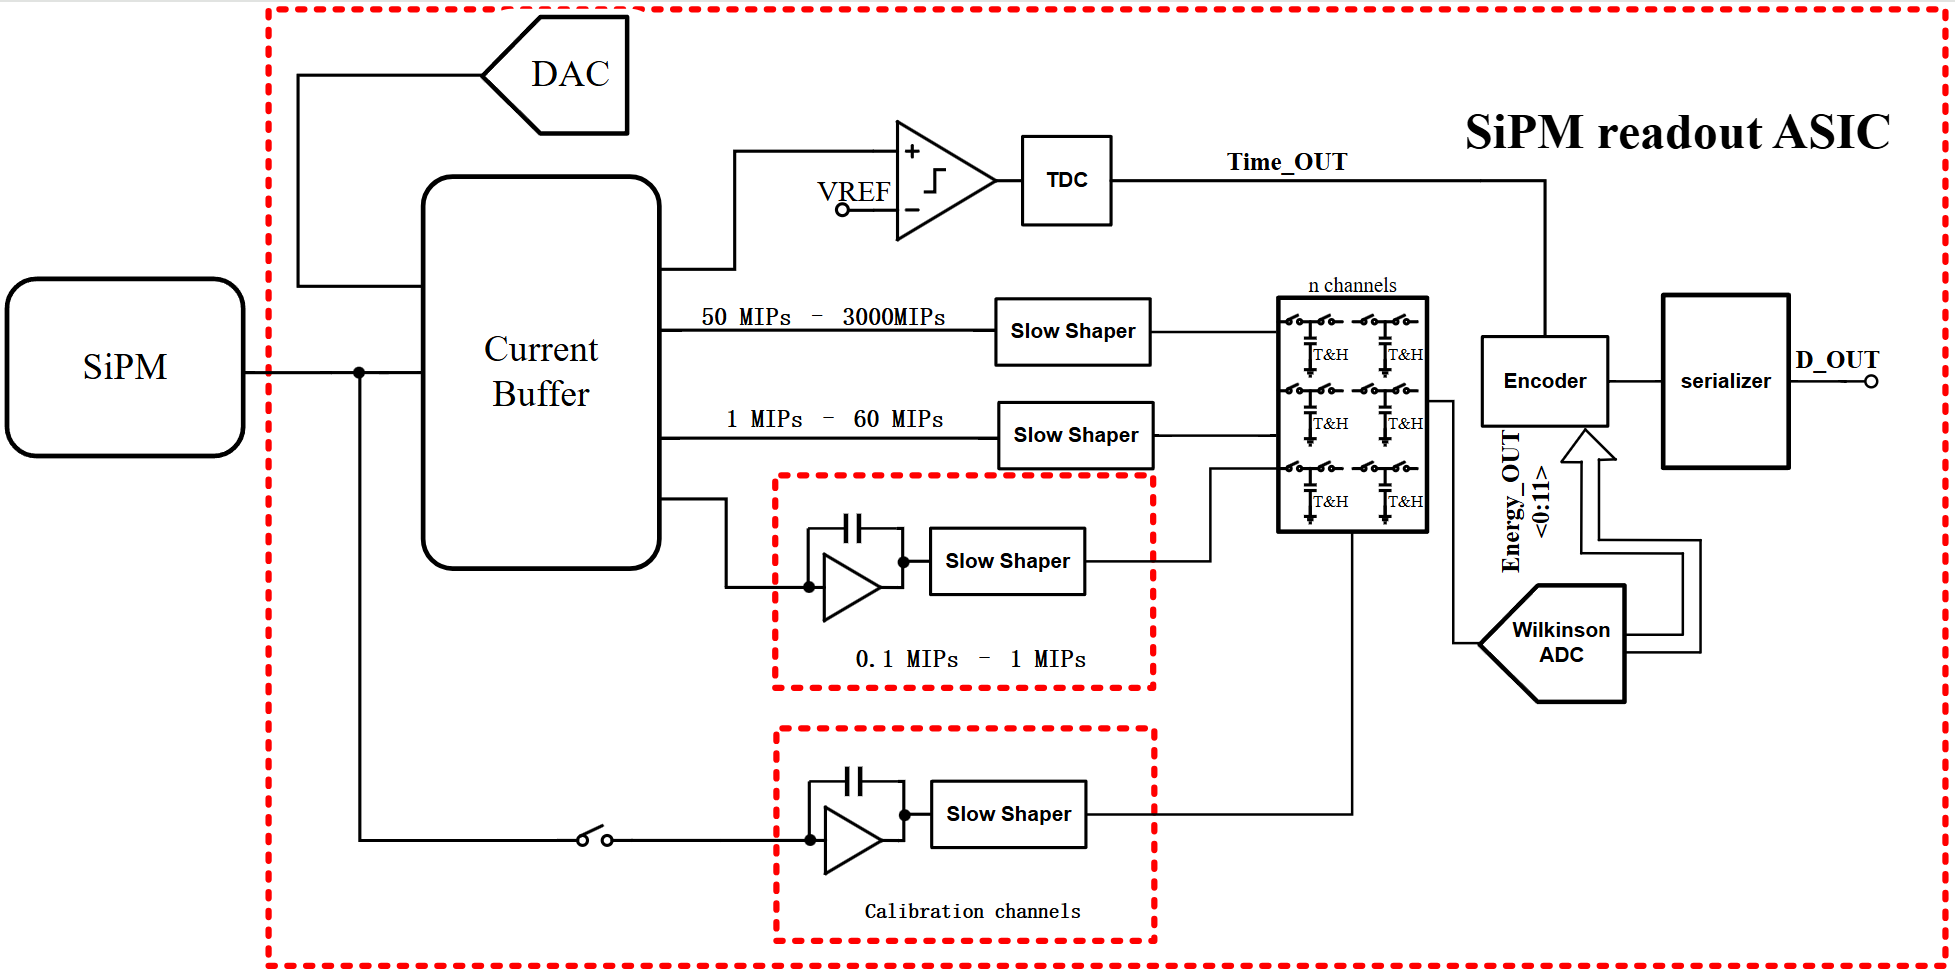 DAC
SiPM readout ASIC
+
Time_OUT
TDC
VREF
−
n channels
50 MIPs - 3000MIPs
Slow Shaper
T&H T&H
SiPM
Current
Buffer
Encoder
serializer
D_OUT
1 MIPs - 60 MIPs
Slow Shaper
T&H T&H
Energy_OUT
<0:11>
T&H T&H
Slow Shaper
0.1 MIPs - 1 MIPs
Wilkinson
ADC
Slow Shaper
Calibration channels